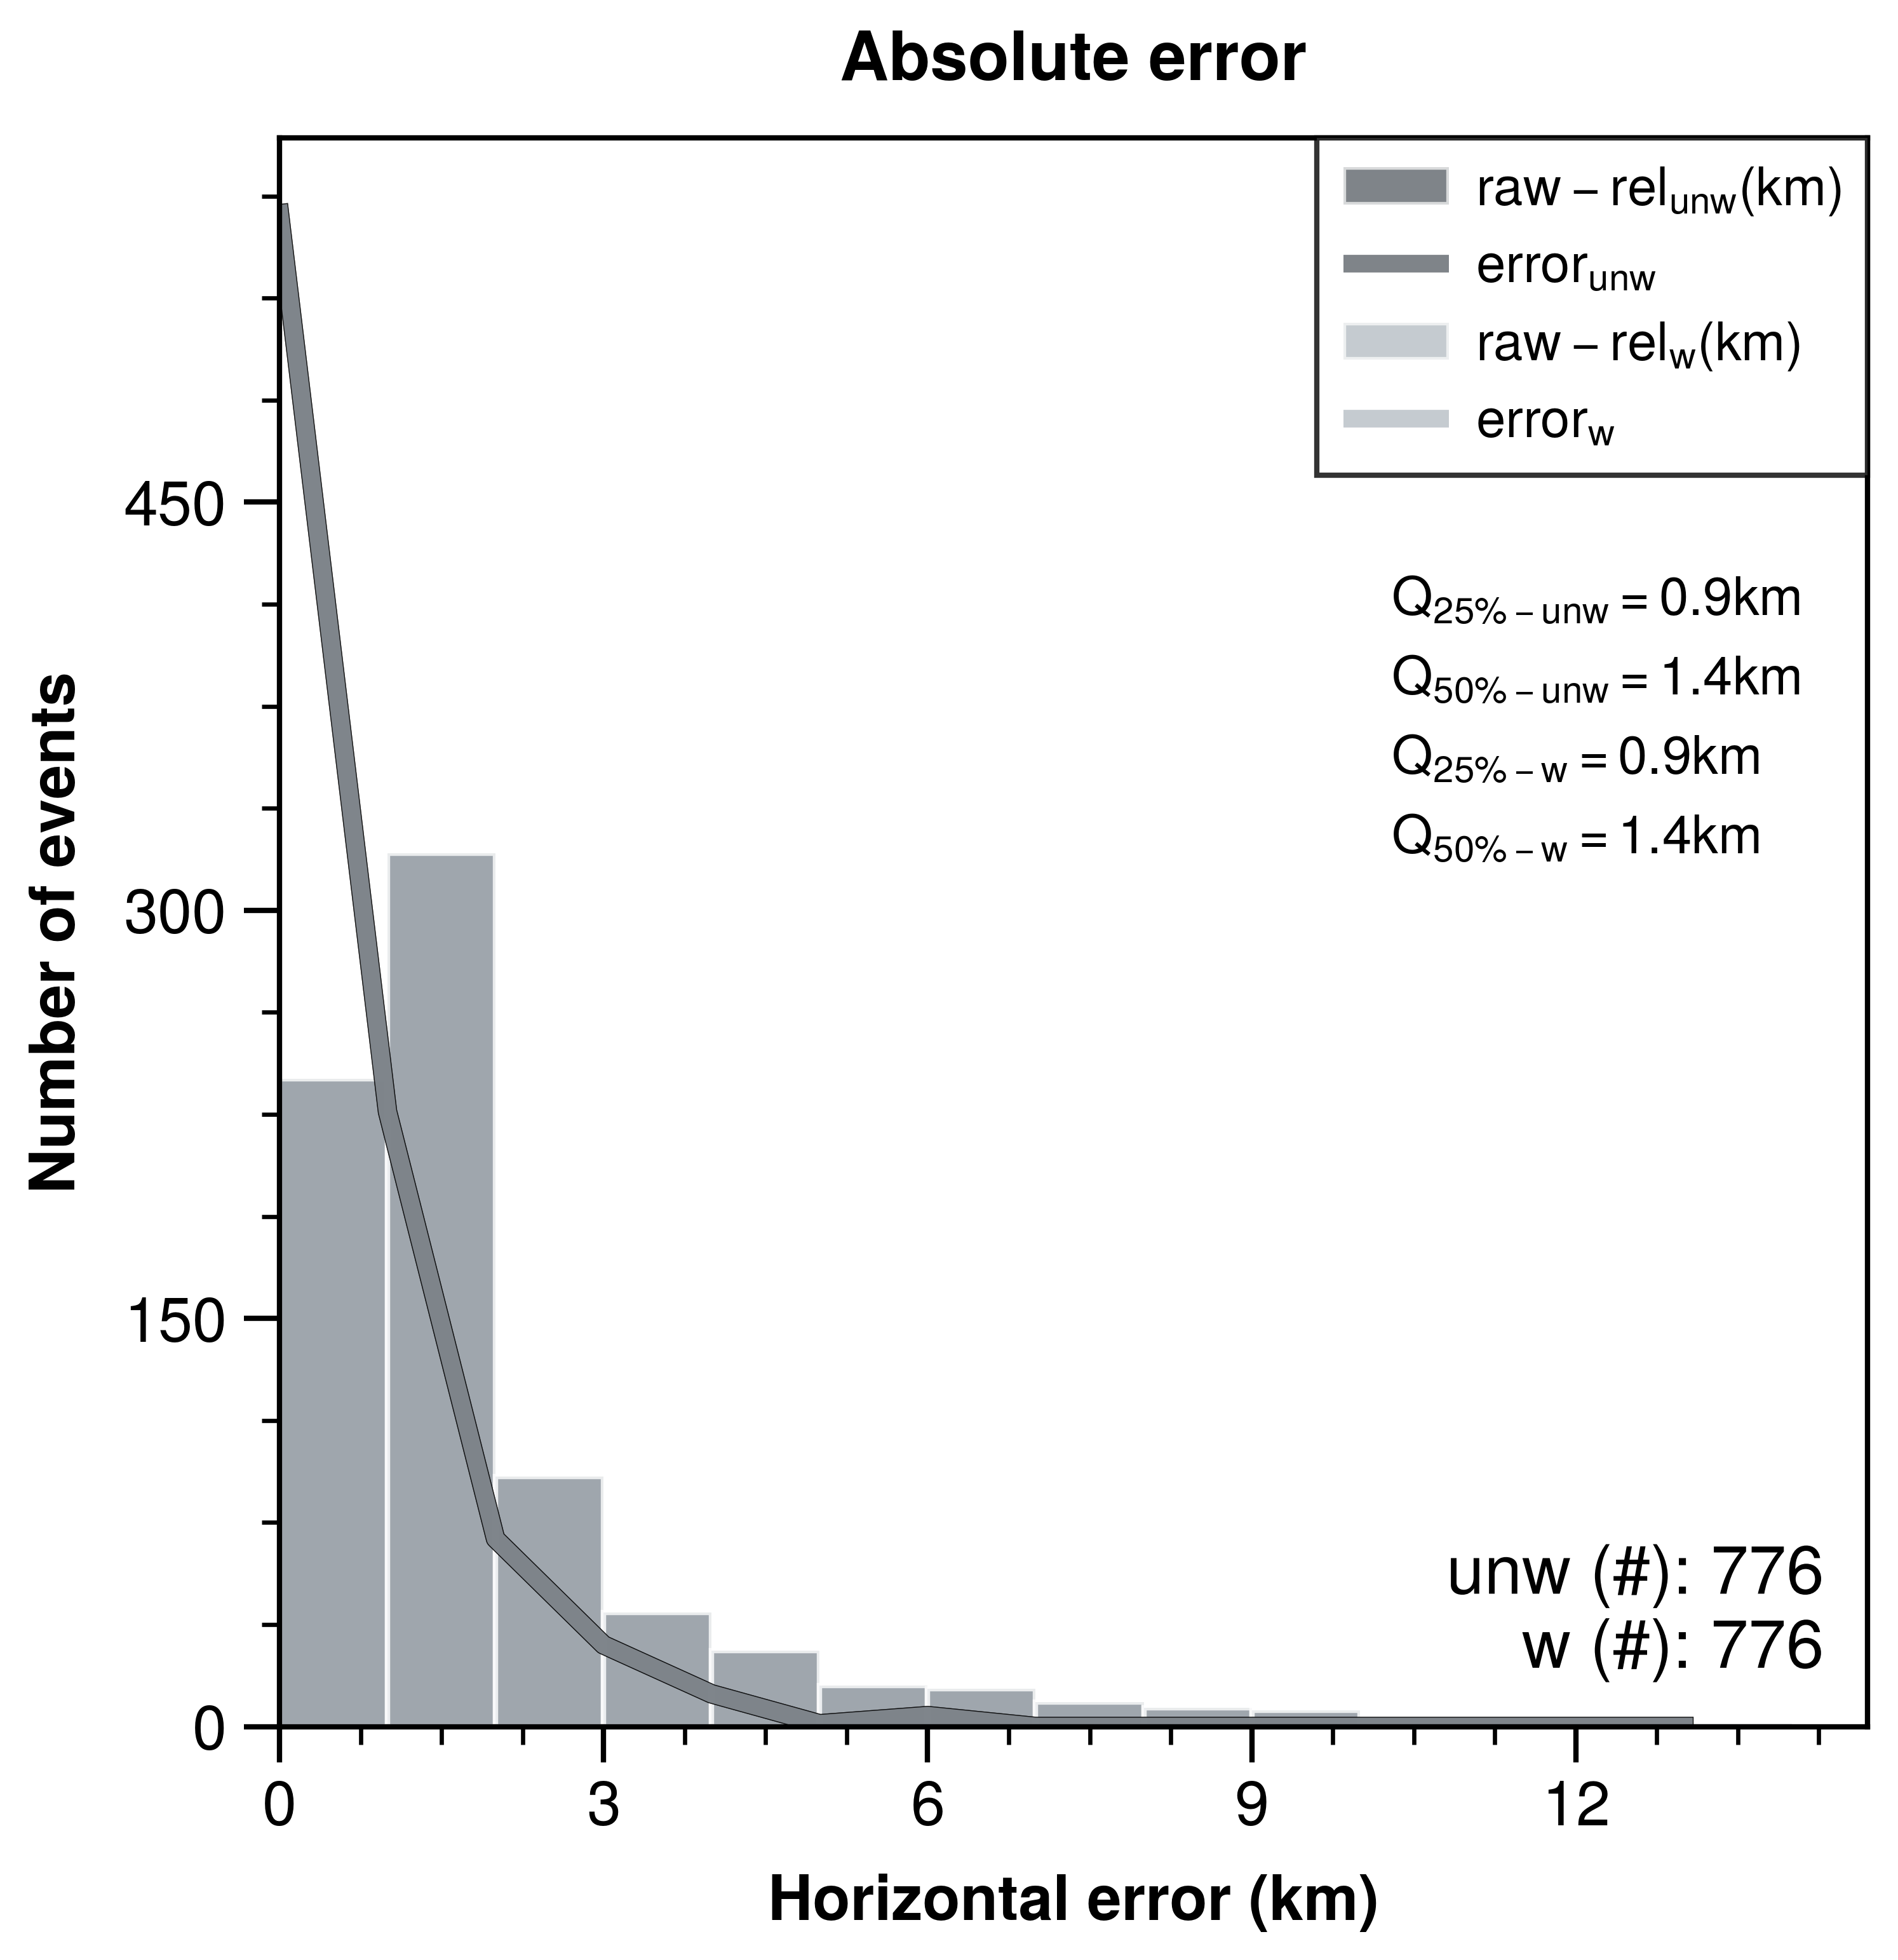 Absolute error
raw – rel_unw(km)
error_unw
raw – rel_w(km)
error_w
Q_25% – unw = 0.9km
Q_50% – unw = 1.4km
Q_25% – w = 0.9km
Q_50% – w = 1.4km
Number of events
450
300
150
0
unw (#): 776
w (#): 776
0 3 6 9 12
Horizontal error (km)